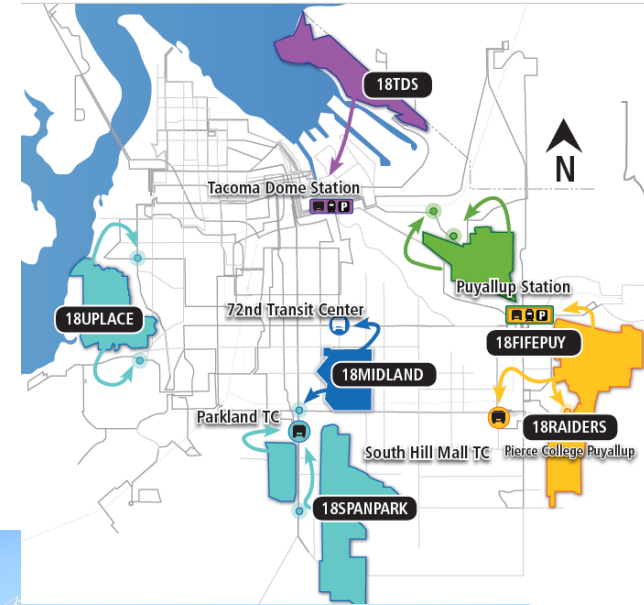 18TDS
N
Tacoma Dome Station
P
Puyallup Station
P
72nd Transit Center
18UPLACE
18FIFEPUY
18MIDLAND
Parkland TC
18RAIDERS
South Hill Mall TC
Pierce College Puyallup
18SPANPARK